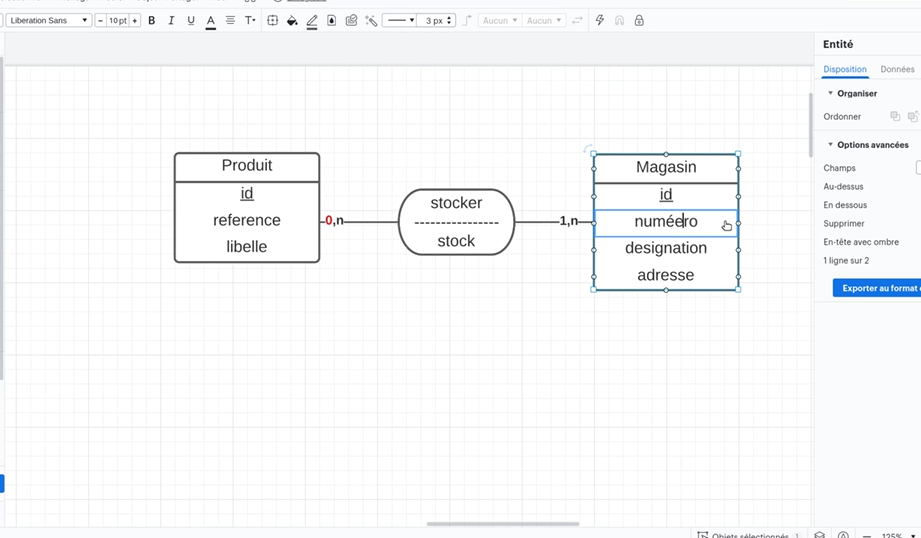 Liberation Sans
10 pt
B I U A T
3 px
Aucun
Aucun
Entité
Disposition
Données
Organiser
Ordonner
Options avancées
Champs
Au-dessus
En dessous
Supprimer
En-tête avec ombre
1 ligne sur 2
Exporter au format
Produit
id
reference
libelle
0,n
stocker
--------------
stock
1,n
Magasin
id
numéero
designation
adresse
Objets sélectionnés 1
125%